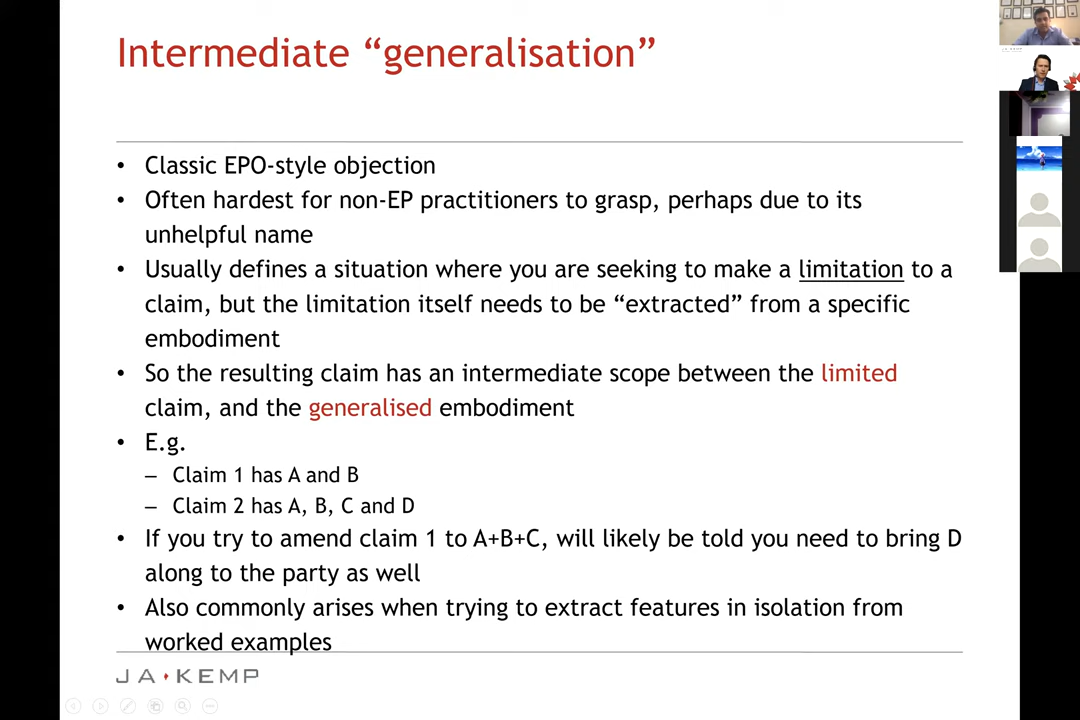 Intermediate “generalisation”
• Classic EPO-style objection
• Often hardest for non-EP practitioners to grasp, perhaps due to its
unhelpful name
• Usually defines a situation where you are seeking to make a limitation to a
claim, but the limitation itself needs to be “extracted” from a specific
embodiment
• So the resulting claim has an intermediate scope between the limited
claim, and the generalised embodiment
• E.g.
– Claim 1 has A and B
– Claim 2 has A, B, C and D
• If you try to amend claim 1 to A+B+C, will likely be told you need to bring D
along to the party as well
• Also commonly arises when trying to extract features in isolation from
worked examples
JA KEMP